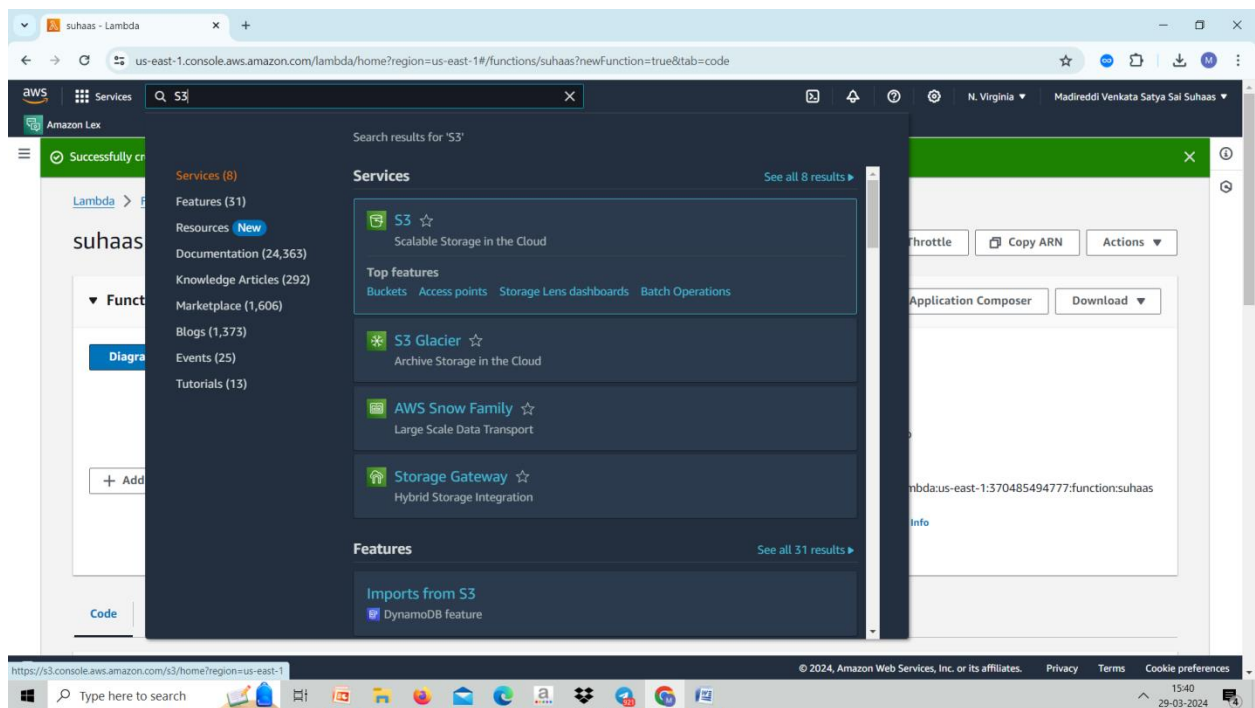 suhaas - Lambda
us-east-1.console.aws.amazon.com/lambda/home?region=us-east-1#/functions/suhaas?newFunction=true&tab=code
M
aws Services S3 N. Virginia Madireddi Venkata Satya Sai Suhaas
Amazon Lex
Search results for 'S3'
Successfully cr
Services (8)
Features (31)
Resources New
Documentation (24,363)
Knowledge Articles (292)
Marketplace (1,606)
Blogs (1,373)
Events (25)
Tutorials (13)
Services See all 8 results
S3
Scalable Storage in the Cloud
Top features
Buckets Access points Storage Lens dashboards Batch Operations
S3 Glacier
Archive Storage in the Cloud
AWS Snow Family
Large Scale Data Transport
Storage Gateway
Hybrid Storage Integration
Features See all 31 results
Imports from S3
DynamoDB feature
Lambda > F
suhaas
Throttle Copy ARN Actions
Funct
Application Composer Download
Diagra
+ Add
mbda:us-east-1:370485494777:function:suhaas
Info
Code
https://s3.console.aws.amazon.com/s3/home?region=us-east-1
© 2024, Amazon Web Services, Inc. or its affiliates. Privacy Terms Cookie preferences
Type here to search
15:40
29-03-2024
4